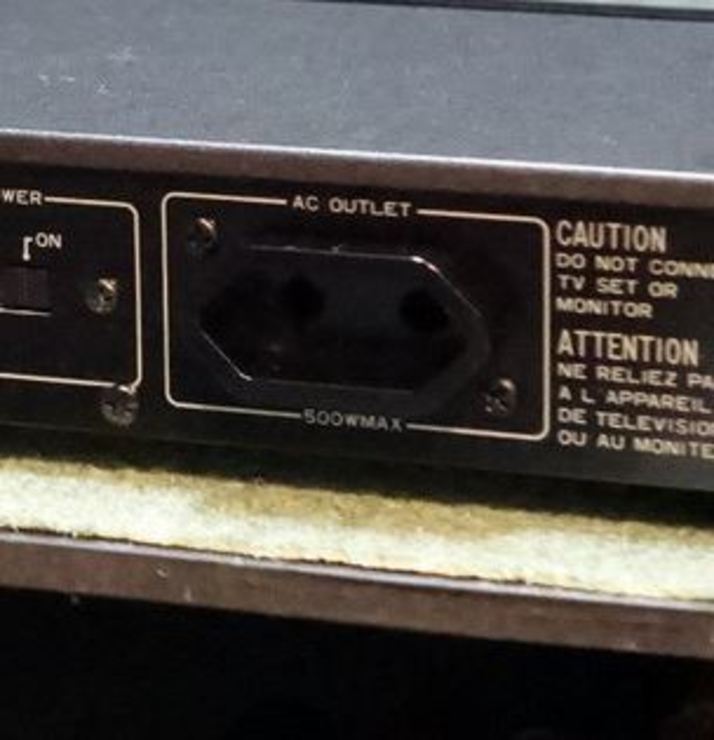 WER
ON
AC OUTLET
500WMAX
CAUTION
DO NOT CONNE
TV SET OR
MONITOR
ATTENTION
NE RELIEZ PA
A L APPAREIL
DE TELEVISIO
OU AU MONITE